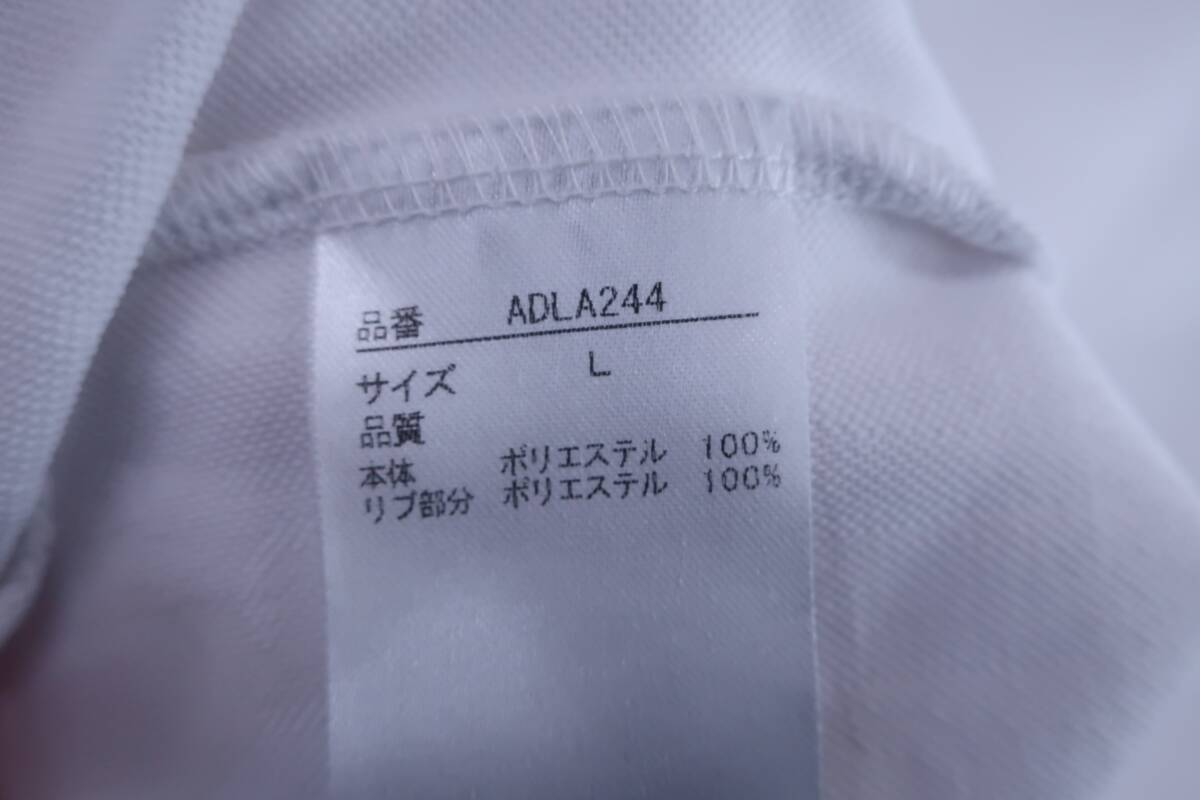 品番 ADLA244
サイズ L
品質
本体 ポリエステル 100%
リブ部分 ポリエステル 100%